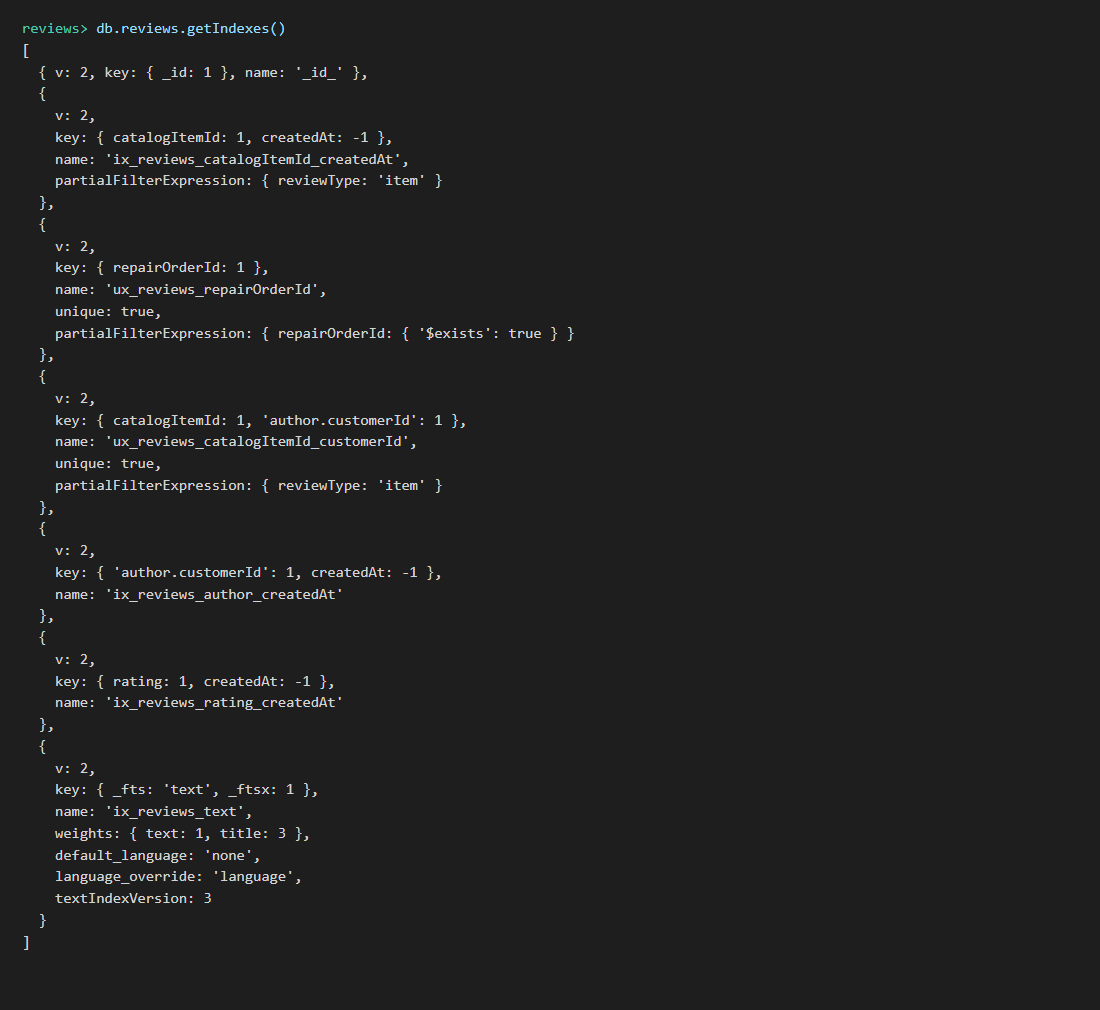 reviews> db.reviews.getIndexes()
[
  { v: 2, key: { _id: 1 }, name: '_id_' },
  {
    v: 2,
    key: { catalogItemId: 1, createdAt: -1 },
    name: 'ix_reviews_catalogItemId_createdAt',
    partialFilterExpression: { reviewType: 'item' }
  },
  {
    v: 2,
    key: { repairOrderId: 1 },
    name: 'ux_reviews_repairOrderId',
    unique: true,
    partialFilterExpression: { repairOrderId: { '$exists': true } }
  },
  {
    v: 2,
    key: { catalogItemId: 1, 'author.customerId': 1 },
    name: 'ux_reviews_catalogItemId_customerId',
    unique: true,
    partialFilterExpression: { reviewType: 'item' }
  },
  {
    v: 2,
    key: { 'author.customerId': 1, createdAt: -1 },
    name: 'ix_reviews_author_createdAt'
  },
  {
    v: 2,
    key: { rating: 1, createdAt: -1 },
    name: 'ix_reviews_rating_createdAt'
  },
  {
    v: 2,
    key: { _fts: 'text', _ftsx: 1 },
    name: 'ix_reviews_text',
    weights: { text: 1, title: 3 },
    default_language: 'none',
    language_override: 'language',
    textIndexVersion: 3
  }
]